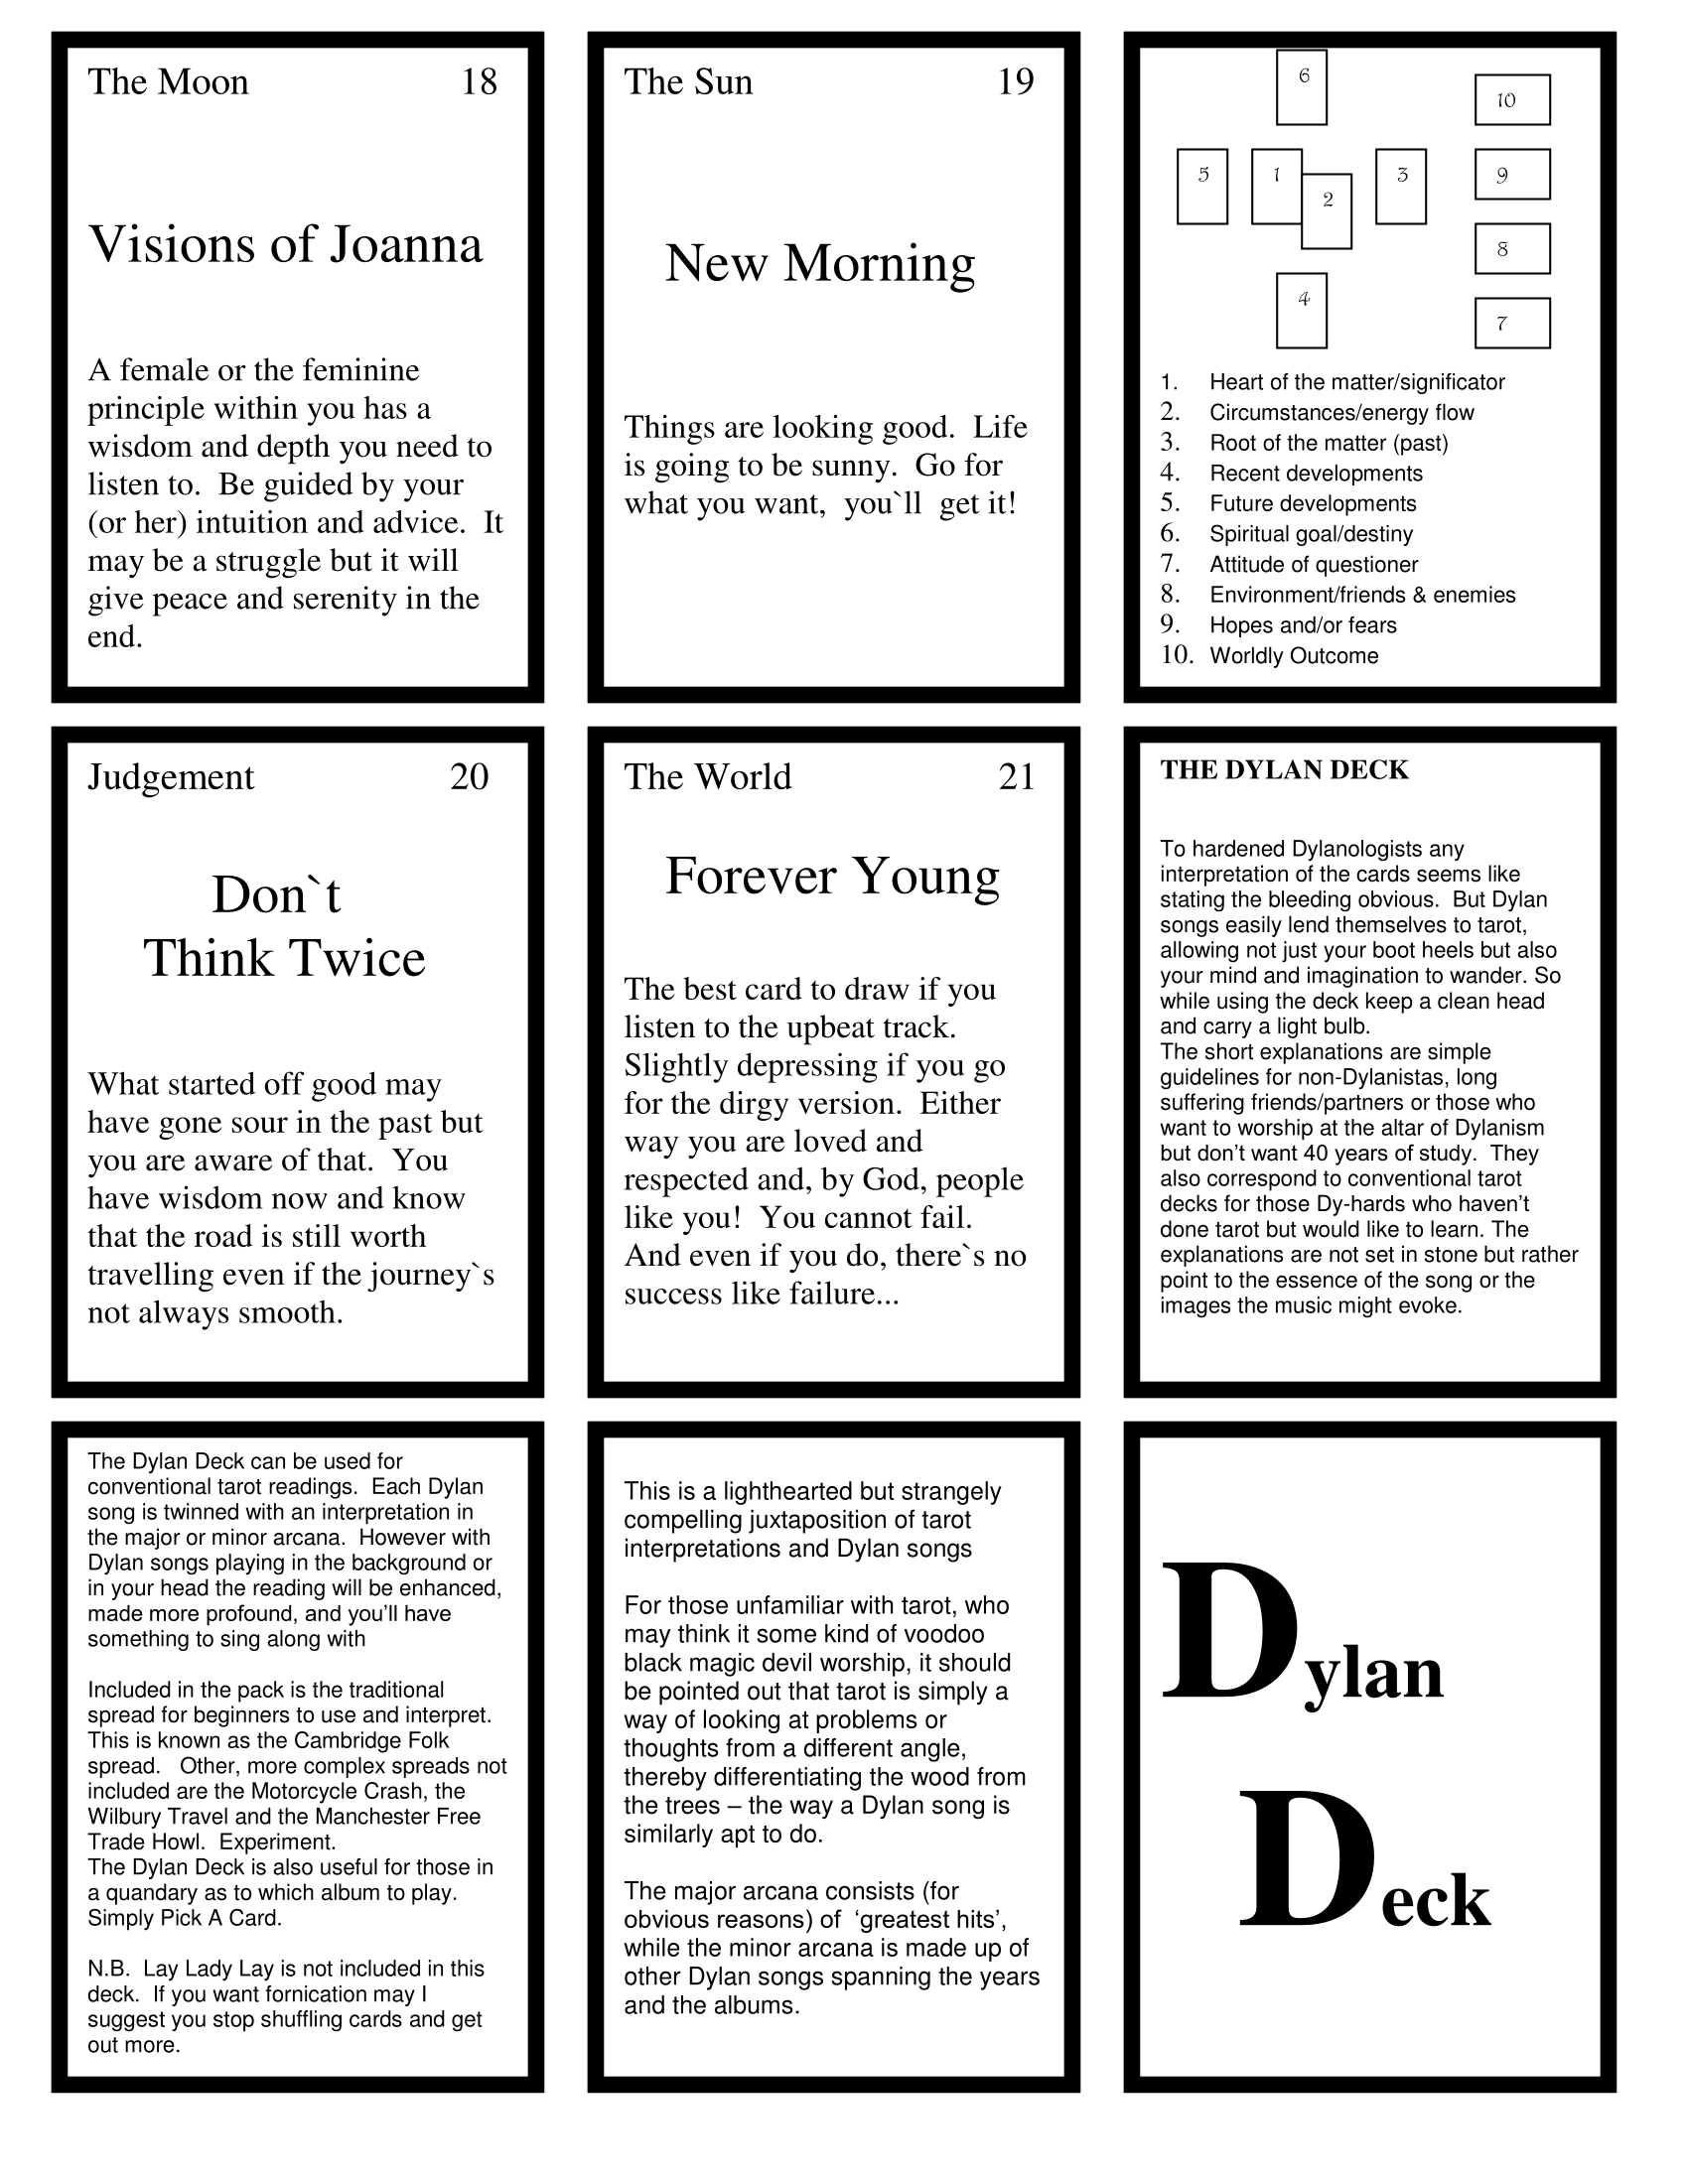 The Moon 18
Visions of Joanna
A female or the feminine
principle within you has a
wisdom and depth you need to
listen to.  Be guided by your
(or her) intuition and advice.  It
may be a struggle but it will
give peace and serenity in the
end.
The Sun 19
New Morning
Things are looking good.  Life
is going to be sunny.  Go for
what you want,  you`ll  get it!
6
10
5
1
3
9
2
8
4
7
1. Heart of the matter/significator
2. Circumstances/energy flow
3. Root of the matter (past)
4. Recent developments
5. Future developments
6. Spiritual goal/destiny
7. Attitude of questioner
8. Environment/friends & enemies
9. Hopes and/or fears
10. Worldly Outcome
Judgement 20
Don`t
Think Twice
What started off good may
have gone sour in the past but
you are aware of that.  You
have wisdom now and know
that the road is still worth
travelling even if the journey`s
not always smooth.
The World 21
Forever Young
The best card to draw if you
listen to the upbeat track.
Slightly depressing if you go
for the dirgy version.  Either
way you are loved and
respected and, by God, people
like you!  You cannot fail.
And even if you do, there`s no
success like failure...
THE DYLAN DECK
To hardened Dylanologists any
interpretation of the cards seems like
stating the bleeding obvious.  But Dylan
songs easily lend themselves to tarot,
allowing not just your boot heels but also
your mind and imagination to wander. So
while using the deck keep a clean head
and carry a light bulb.
The short explanations are simple
guidelines for non-Dylanistas, long
suffering friends/partners or those who
want to worship at the altar of Dylanism
but don’t want 40 years of study.  They
also correspond to conventional tarot
decks for those Dy-hards who haven’t
done tarot but would like to learn. The
explanations are not set in stone but rather
point to the essence of the song or the
images the music might evoke.
The Dylan Deck can be used for
conventional tarot readings.  Each Dylan
song is twinned with an interpretation in
the major or minor arcana.  However with
Dylan songs playing in the background or
in your head the reading will be enhanced,
made more profound, and you’ll have
something to sing along with
Included in the pack is the traditional
spread for beginners to use and interpret.
This is known as the Cambridge Folk
spread.   Other, more complex spreads not
included are the Motorcycle Crash, the
Wilbury Travel and the Manchester Free
Trade Howl.  Experiment.
The Dylan Deck is also useful for those in
a quandary as to which album to play.
Simply Pick A Card.
N.B.  Lay Lady Lay is not included in this
deck.  If you want fornication may I
suggest you stop shuffling cards and get
out more.
This is a lighthearted but strangely
compelling juxtaposition of tarot
interpretations and Dylan songs
For those unfamiliar with tarot, who
may think it some kind of voodoo
black magic devil worship, it should
be pointed out that tarot is simply a
way of looking at problems or
thoughts from a different angle,
thereby differentiating the wood from
the trees – the way a Dylan song is
similarly apt to do.
The major arcana consists (for
obvious reasons) of  ‘greatest hits’,
while the minor arcana is made up of
other Dylan songs spanning the years
and the albums.
Dylan
Deck